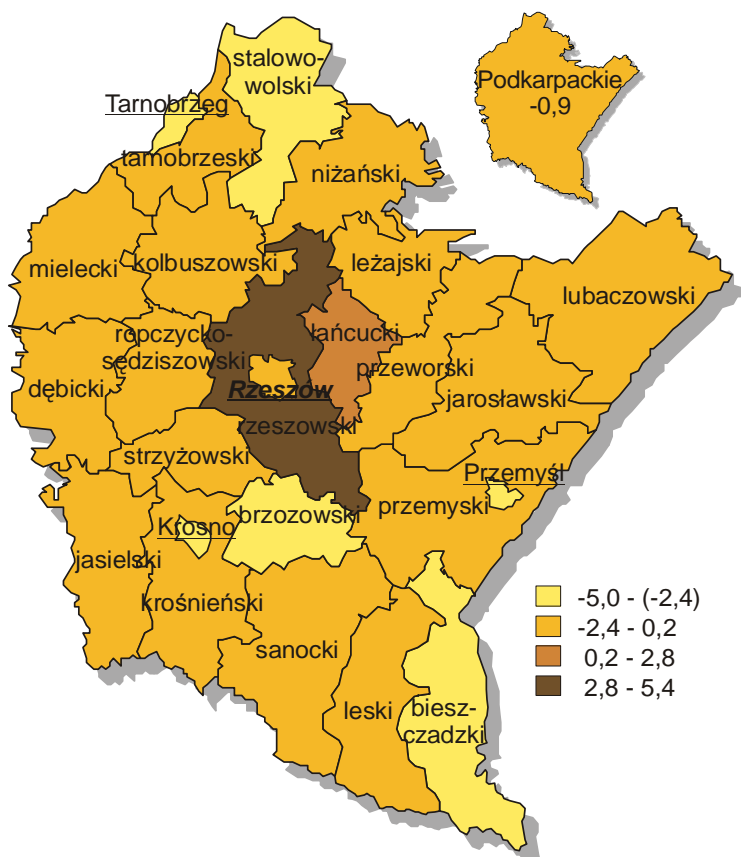 stalowo-
wolski
Podkarpackie
-0,9
Tarnobrzeg
tarnobrzeski
niżański
mielecki
kolbuszowski
leżajski
lubaczowski
ropczycko-
sędziszowski
łańcucki
przeworski
dębicki
jarosławski
Rzeszów
rzeszowski
strzyżowski
Przemyśl
przemyski
Krosno
brzozowski
jasielski
krośnieński
sanocki
leski
biesz-
czadzki
-5,0 - (-2,4)
-2,4 - 0,2
0,2 - 2,8
2,8 - 5,4